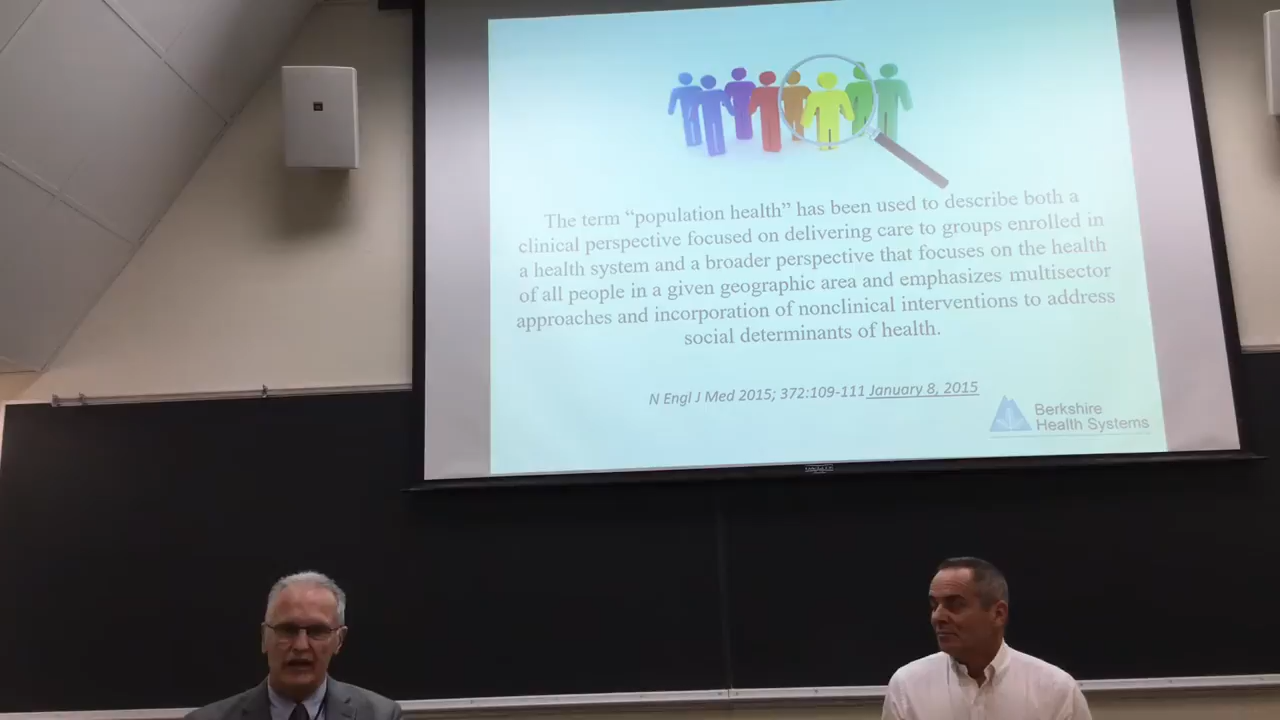 The term “population health” has been used to describe both a
clinical perspective focused on delivering care to groups enrolled in
a health system and a broader perspective that focuses on the health
of all people in a given geographic area and emphasizes multisector
approaches and incorporation of nonclinical interventions to address
social determinants of health.
N Engl J Med 2015; 372:109-111 January 8, 2015
Berkshire
Health Systems